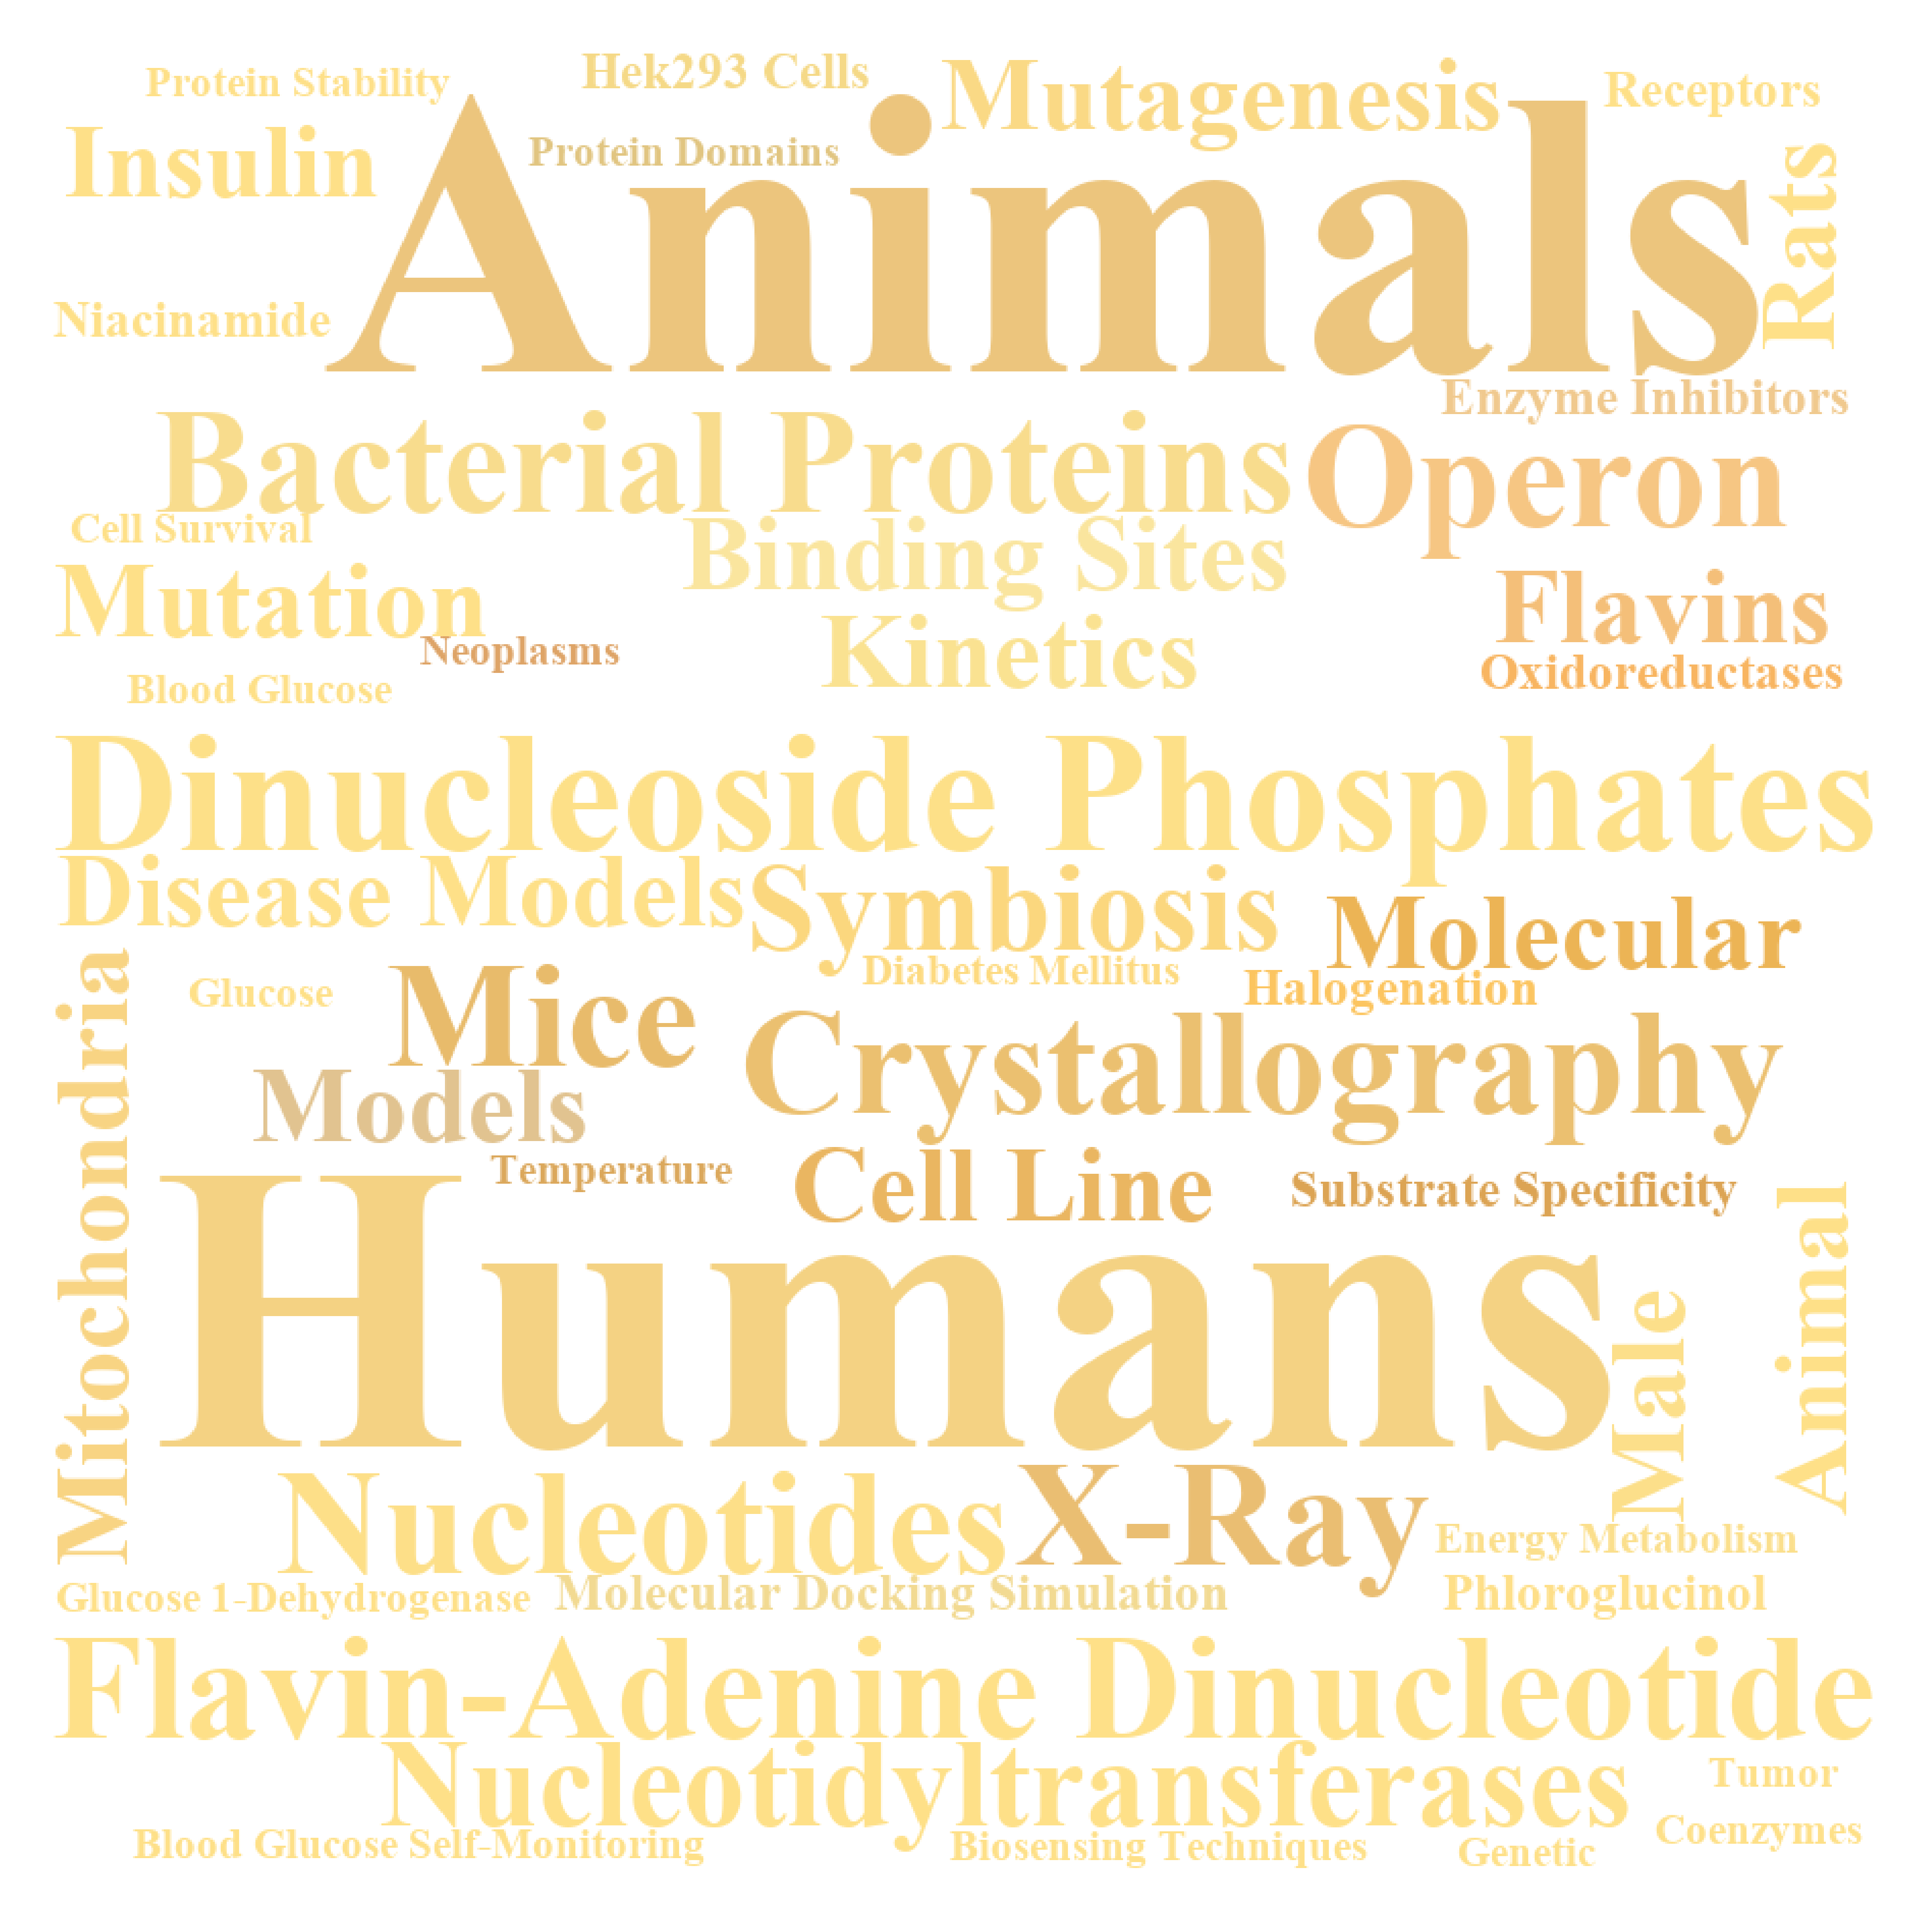 Protein Stability
Hek293 Cells
Mutagenesis
Receptors
Insulin
Protein Domains
Animals
Rats
Niacinamide
Enzyme Inhibitors
Bacterial Proteins
Operon
Cell Survival
Binding Sites
Mutation
Flavins
Neoplasms
Kinetics
Oxidoreductases
Blood Glucose
Dinucleoside Phosphates
Disease Models
Symbiosis
Molecular
Mitochondria
Glucose
Mice
Diabetes Mellitus
Halogenation
Crystallography
Models
Temperature
Cell Line
Substrate Specificity
Humans
Male
Animal
Nucleotides
X-Ray
Energy Metabolism
Glucose 1-Dehydrogenase
Molecular Docking Simulation
Phloroglucinol
Flavin-Adenine Dinucleotide
Nucleotidyltransferases
Tumor
Blood Glucose Self-Monitoring
Biosensing Techniques
Genetic
Coenzymes